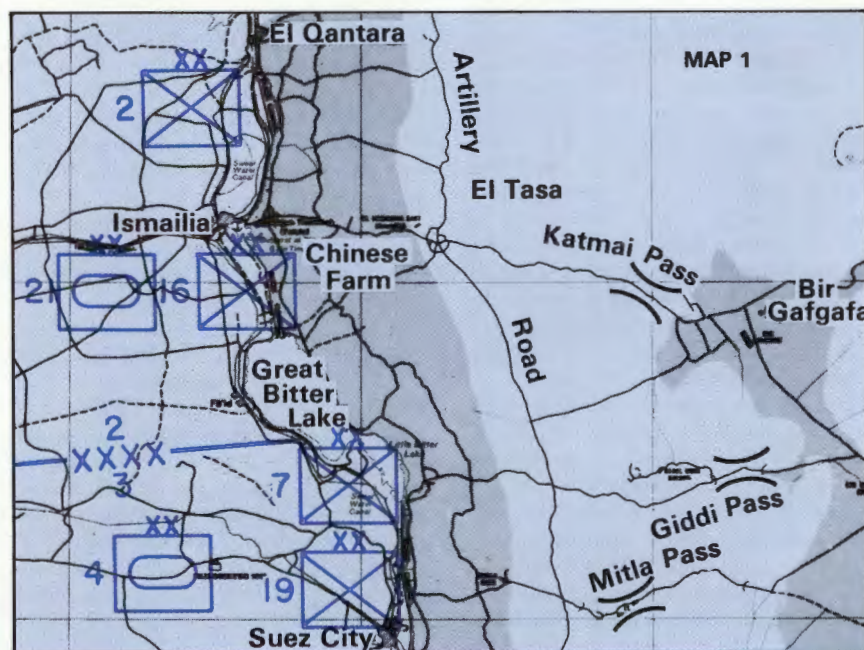 El Qantara
MAP 1
XX
2
Artillery
Road
El Tasa
Ismailia
Katmai Pass
Chinese
Farm
Bir
Gafgafa
XX
21
XX
16
Great
Bitter
Lake
2
XXXX
3
XX
7
Giddi Pass
Mitla Pass
XX
4
XX
19
Suez City